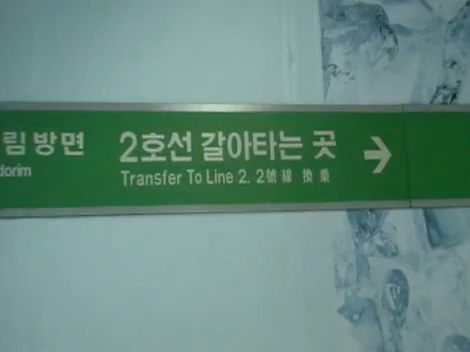 림 방면
dorim
2호선 갈아타는 곳 →
Transfer To Line 2. 2號線 換乘